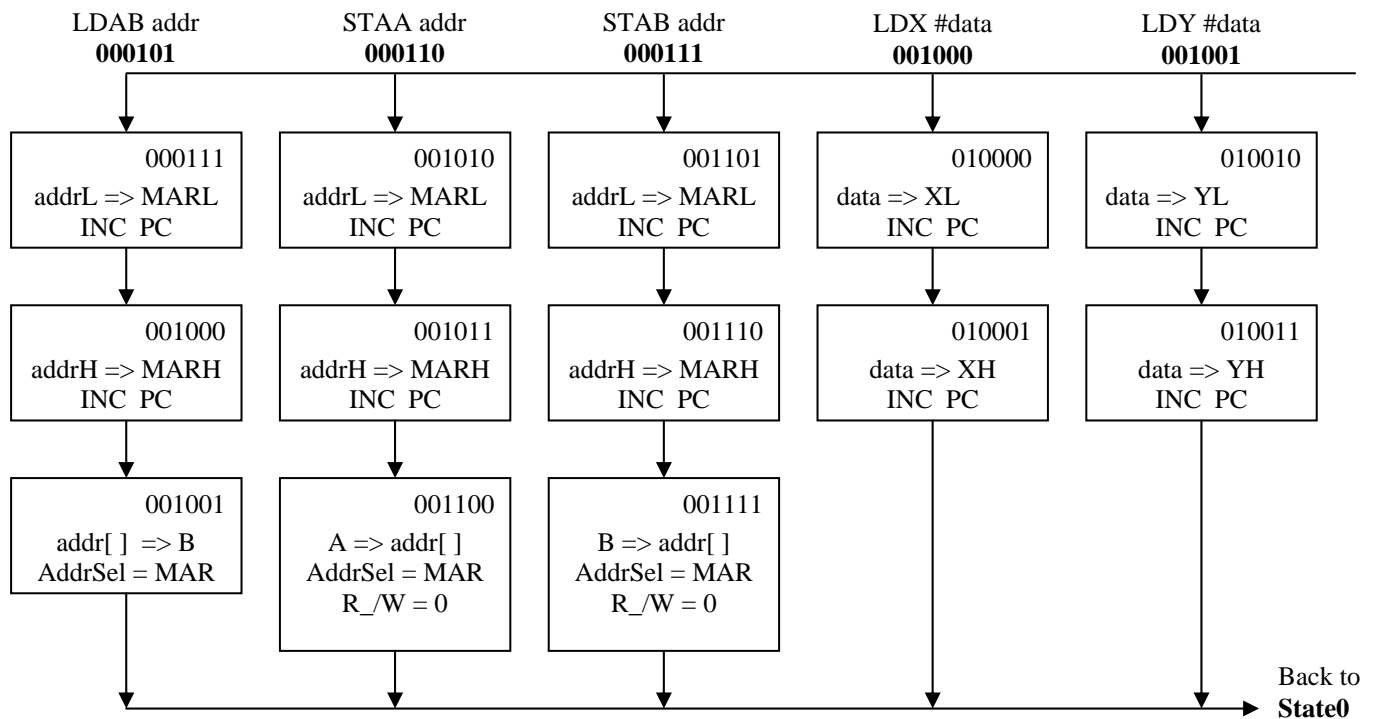 LDAB addr
000101
STAA addr
000110
STAB addr
000111
LDX #data
001000
LDY #data
001001
000111
addrL => MARL
INC PC
001010
addrL => MARL
INC PC
001101
addrL => MARL
INC PC
010000
data => XL
INC PC
010010
data => YL
INC PC
001000
addrH => MARH
INC PC
001011
addrH => MARH
INC PC
001110
addrH => MARH
INC PC
010001
data => XH
INC PC
010011
data => YH
INC PC
001001
addr[ ] => B
AddrSel = MAR
001100
A => addr[ ]
AddrSel = MAR
R_/W = 0
001111
B => addr[ ]
AddrSel = MAR
R_/W = 0
Back to
State0